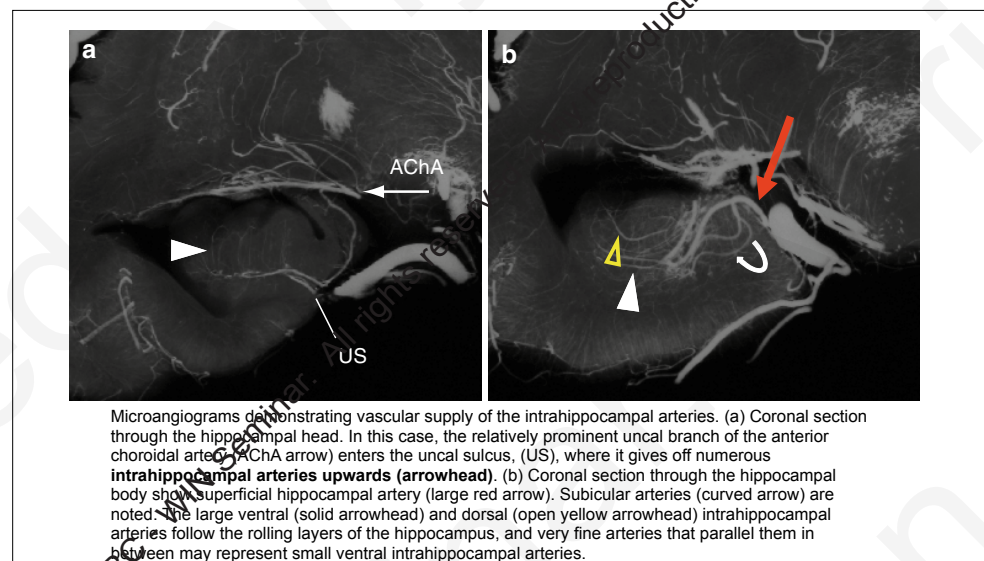 a
b
AChA
US
Microangiograms demonstrating vascular supply of the intrahippocampal arteries. (a) Coronal section
through the hippocampal head. In this case, the relatively prominent uncal branch of the anterior
choroidal artery (AChA arrow) enters the uncal sulcus, (US), where it gives off numerous
intrahippocampal arteries upwards (arrowhead). (b) Coronal section through the hippocampal
body show superficial hippocampal artery (large red arrow). Subicular arteries (curved arrow) are
noted. The large ventral (solid arrowhead) and dorsal (open yellow arrowhead) intrahippocampal
arteries follow the rolling layers of the hippocampus, and very fine arteries that parallel them in
between may represent small ventral intrahippocampal arteries.
WIN Seminar. All rights